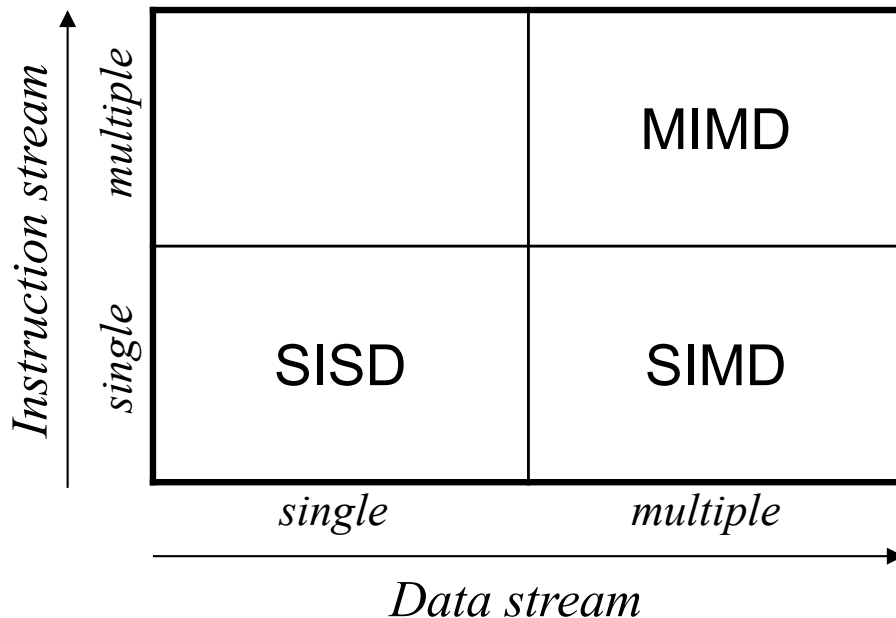 Instruction stream
multiple
MIMD
single
SISD
SIMD
single
multiple
Data stream